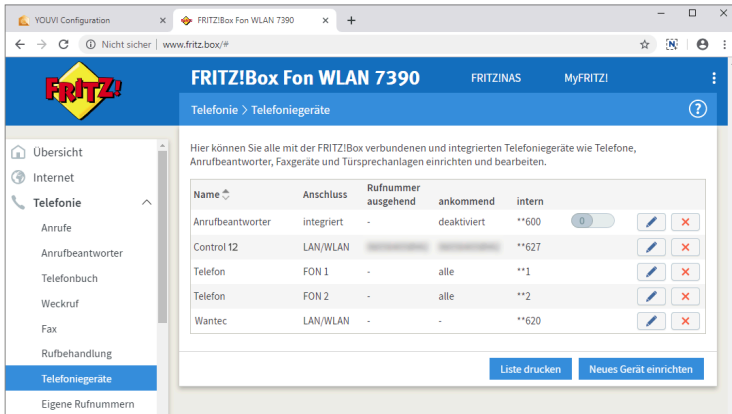 YOUVI Configuration
FRITZ!Box Fon WLAN 7390
Nicht sicher | www.fritz.box/#
FRITZ!
FRITZ!Box Fon WLAN 7390 FRITZ!NAS MyFRITZ!
Telefonie > Telefoniegeräte ?
Übersicht
Internet
Telefonie
Anrufe
Anrufbeantworter
Telefonbuch
Weckruf
Fax
Rufbehandlung
Telefoniegeräte
Eigene Rufnummern
Hier können Sie alle mit der FRITZ!Box verbundenen und integrierten Telefoniegeräte wie Telefone,
Anrufbeantworter, Faxgeräte und Türsprechanlagen einrichten und bearbeiten.
Name Anschluss Rufnummer ausgehend ankommend intern
Anrufbeantworter integriert - deaktiviert **600 0
Control 12 LAN/WLAN **627
Telefon FON 1 - alle **1
Telefon FON 2 - alle **2
Wantec LAN/WLAN - - **620
Liste drucken Neues Gerät einrichten